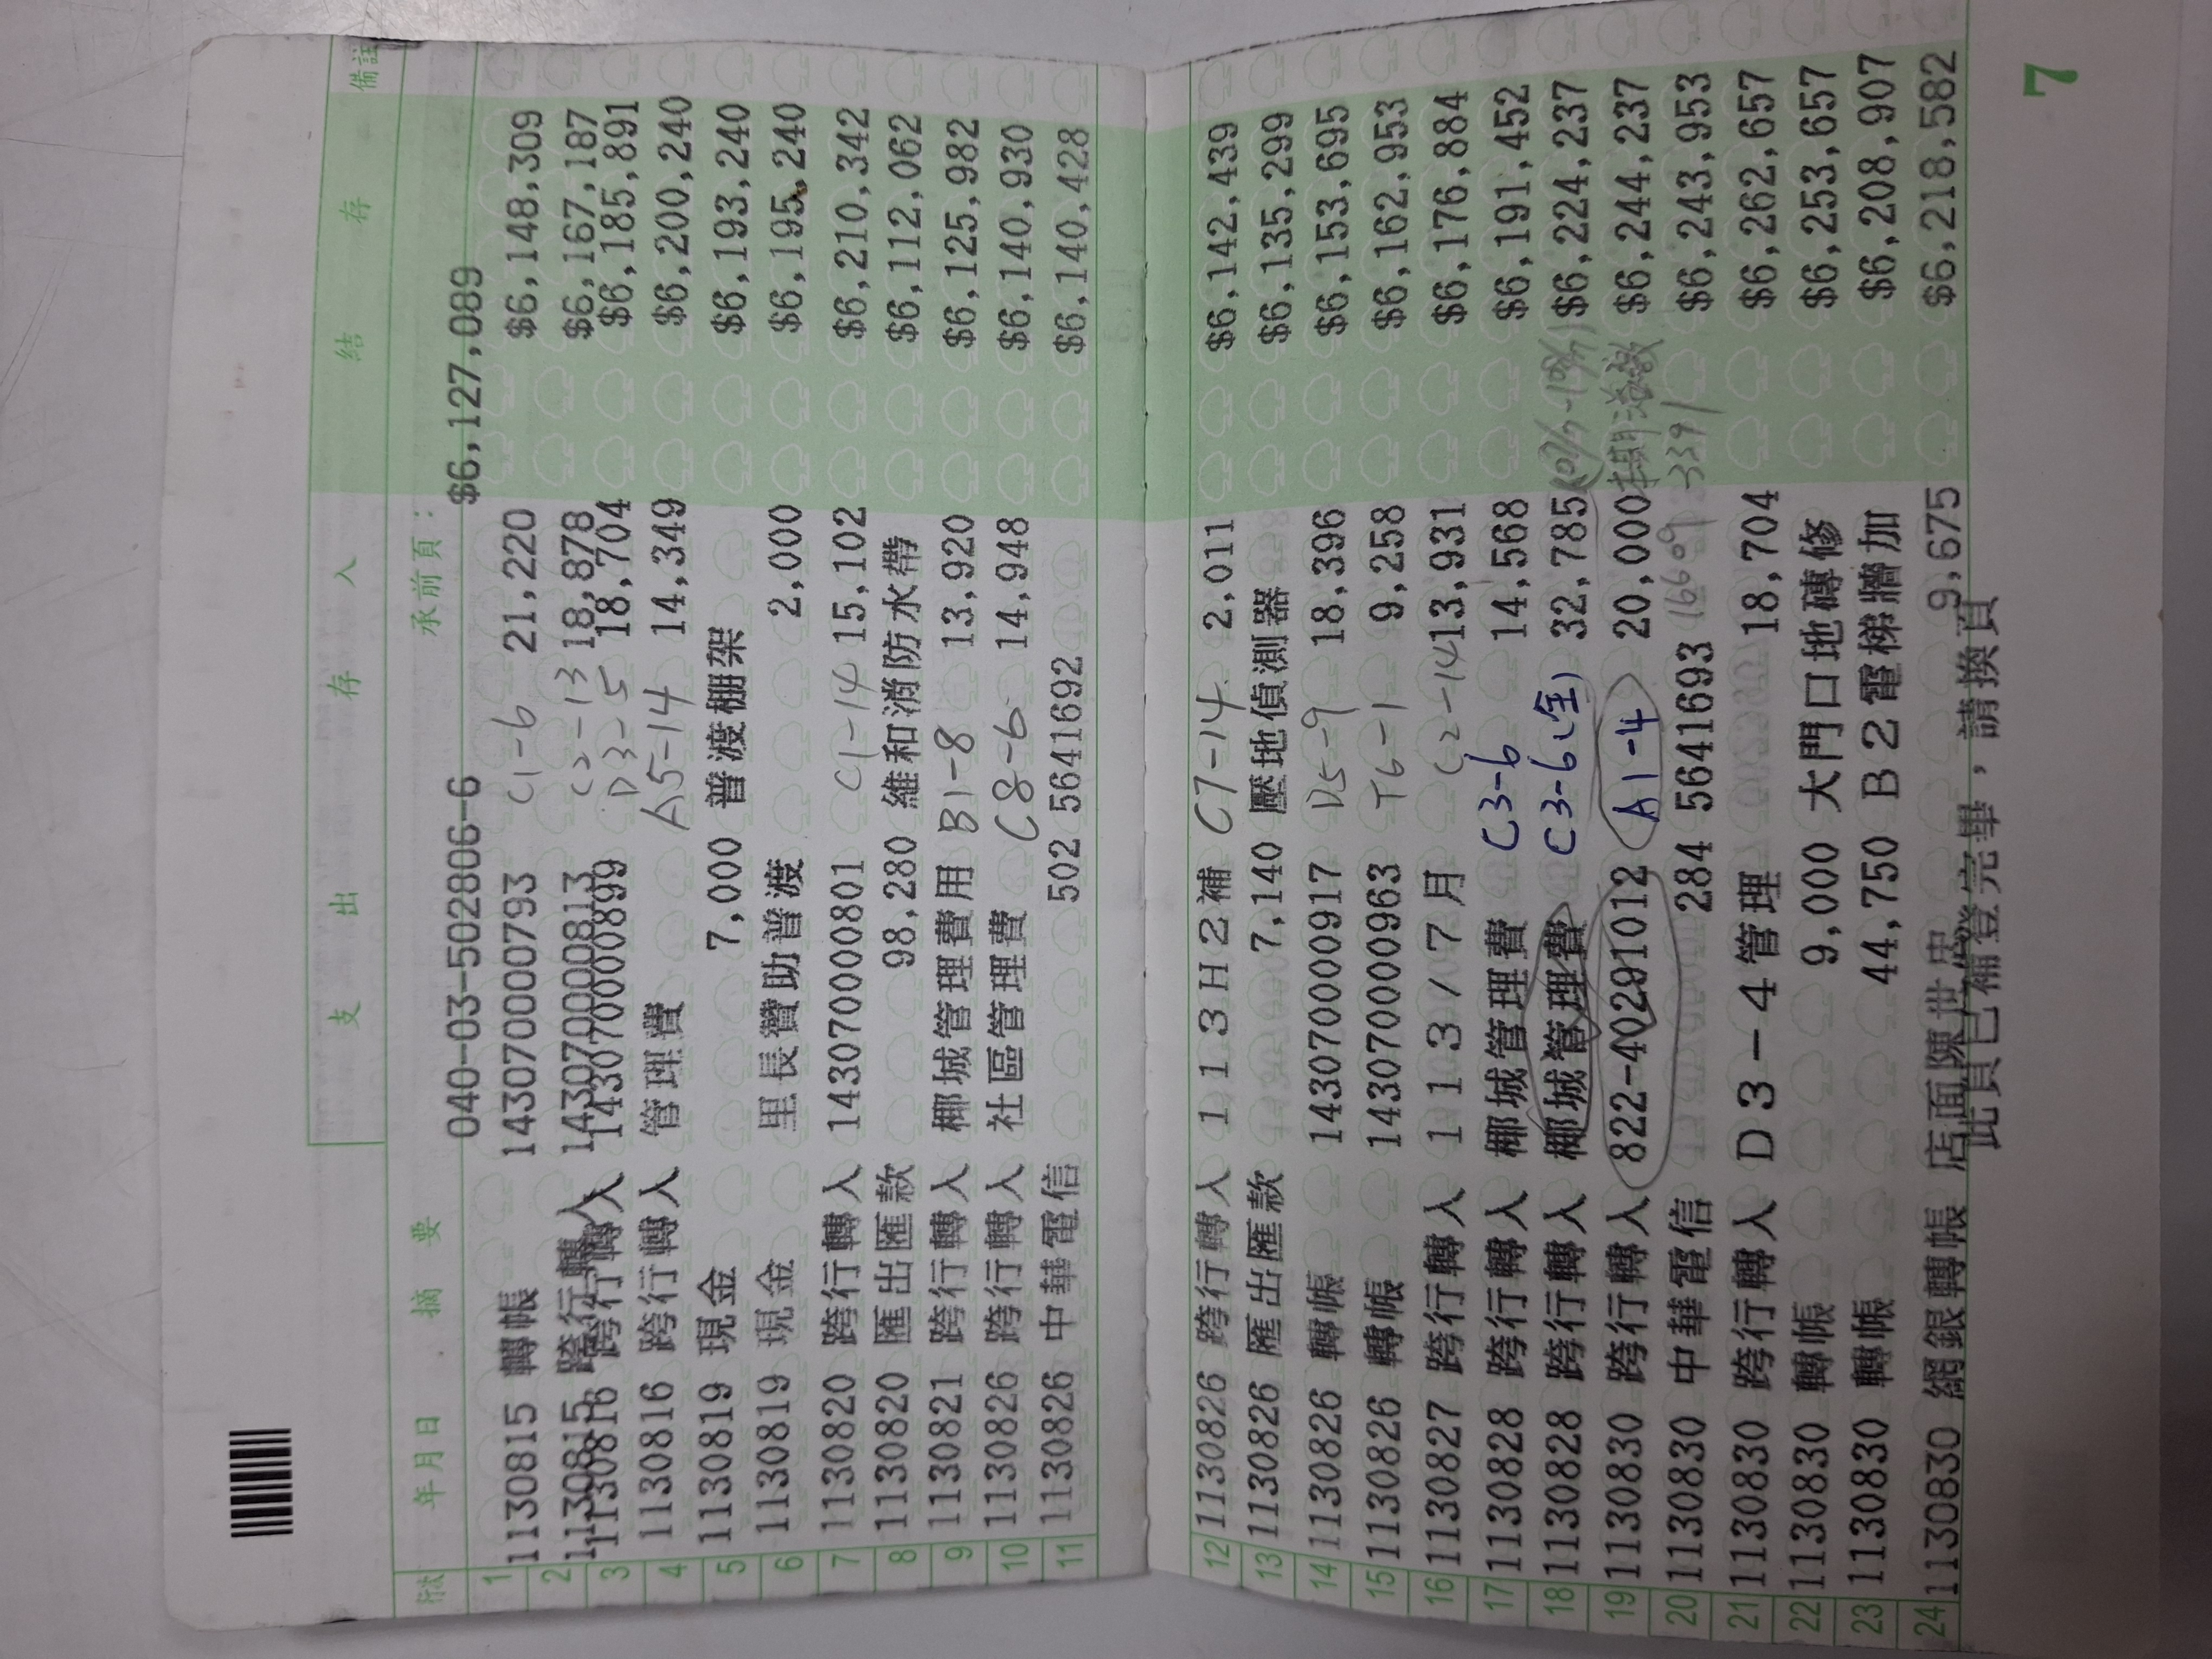 支 出 存 入 結 存 備註
行次 年月日 摘 要 承前頁：
040-03-502806-6 $6,127,089
1 1130815 轉帳 143070000793 C1-6 21,220 $6,148,309
2 1130815 跨行轉入 143070000813 C2-13 18,878 $6,167,187
3 1130816 跨行轉入 143070000899 D3-5 18,704 $6,185,891
4 1130816 跨行轉入 管理費 A5-14 14,349 $6,200,240
5 1130819 現金 7,000 普渡棚架 $6,193,240
6 1130819 現金 里長贊助普渡 2,000 $6,195,240
7 1130820 跨行轉入 143070000801 C1-14 15,102 $6,210,342
8 1130820 匯出匯款 98,280 維和消防水帶 $6,112,062
9 1130821 跨行轉入 椰城管理費用 B1-8 13,920 $6,125,982
10 1130826 跨行轉入 社區管理費 C8-6 14,948 $6,140,930
11 1130826 中華電信 502 5641692 $6,140,428
12 1130826 跨行轉入 １１３Ｈ２補 C7-14 2,011 $6,142,439
13 1130826 匯出匯款 7,140 壓地偵測器 $6,135,299
14 1130826 轉帳 143070000917 D5-9 18,396 $6,153,695
15 1130826 轉帳 143070000963 T6-1 9,258 $6,162,953
16 1130827 跨行轉入 １１３／７月 C2-14 13,931 $6,176,884
17 1130828 跨行轉入 椰城管理費 C3-6 14,568 $6,191,452
18 1130828 跨行轉入 椰城管理費 C3-6(全) 32,785 $6,224,237
19 1130830 跨行轉入 822-40291012 A1-4 20,000 本期溢繳 $6,244,237
20 1130830 中華電信 284 5641693 16609 3391 $6,243,953
21 1130830 跨行轉入 Ｄ３－４管理 18,704 $6,262,657
22 1130830 轉帳 9,000 大門口地磚修 $6,253,657
23 1130830 轉帳 44,750 Ｂ２電梯牆加 $6,208,907
24 1130830 網銀轉帳 店面陳世忠 9,675 $6,218,582
此頁已補登完畢，請換頁
7